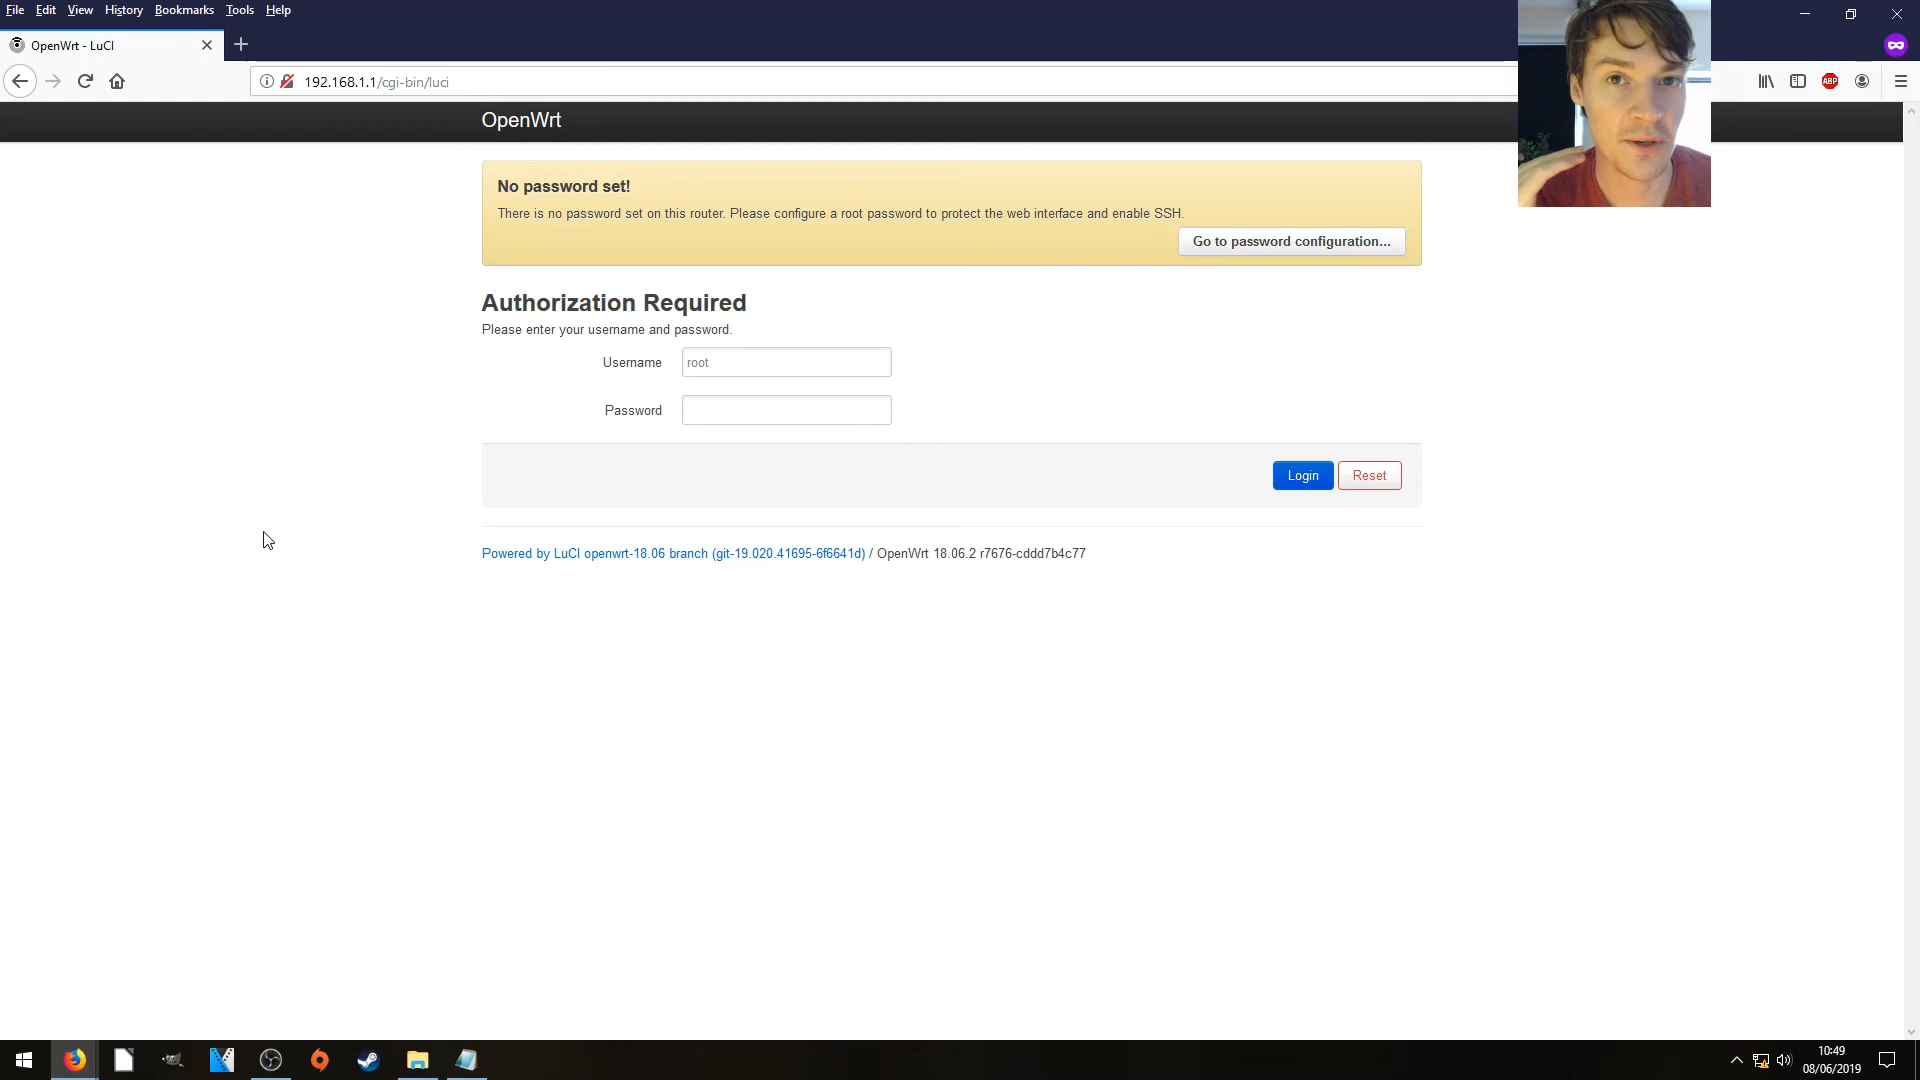 File Edit View History Bookmarks Tools Help
OpenWrt - LuCI
192.168.1.1/cgi-bin/luci
ABP
OpenWrt
No password set!
There is no password set on this router. Please configure a root password to protect the web interface and enable SSH.
Go to password configuration...
Authorization Required
Please enter your username and password.
Username root
Password
Login Reset
Powered by LuCI openwrt-18.06 branch (git-19.020.41695-6f6641d) / OpenWrt 18.06.2 r7676-cddd7b4c77
10:49
08/06/2019